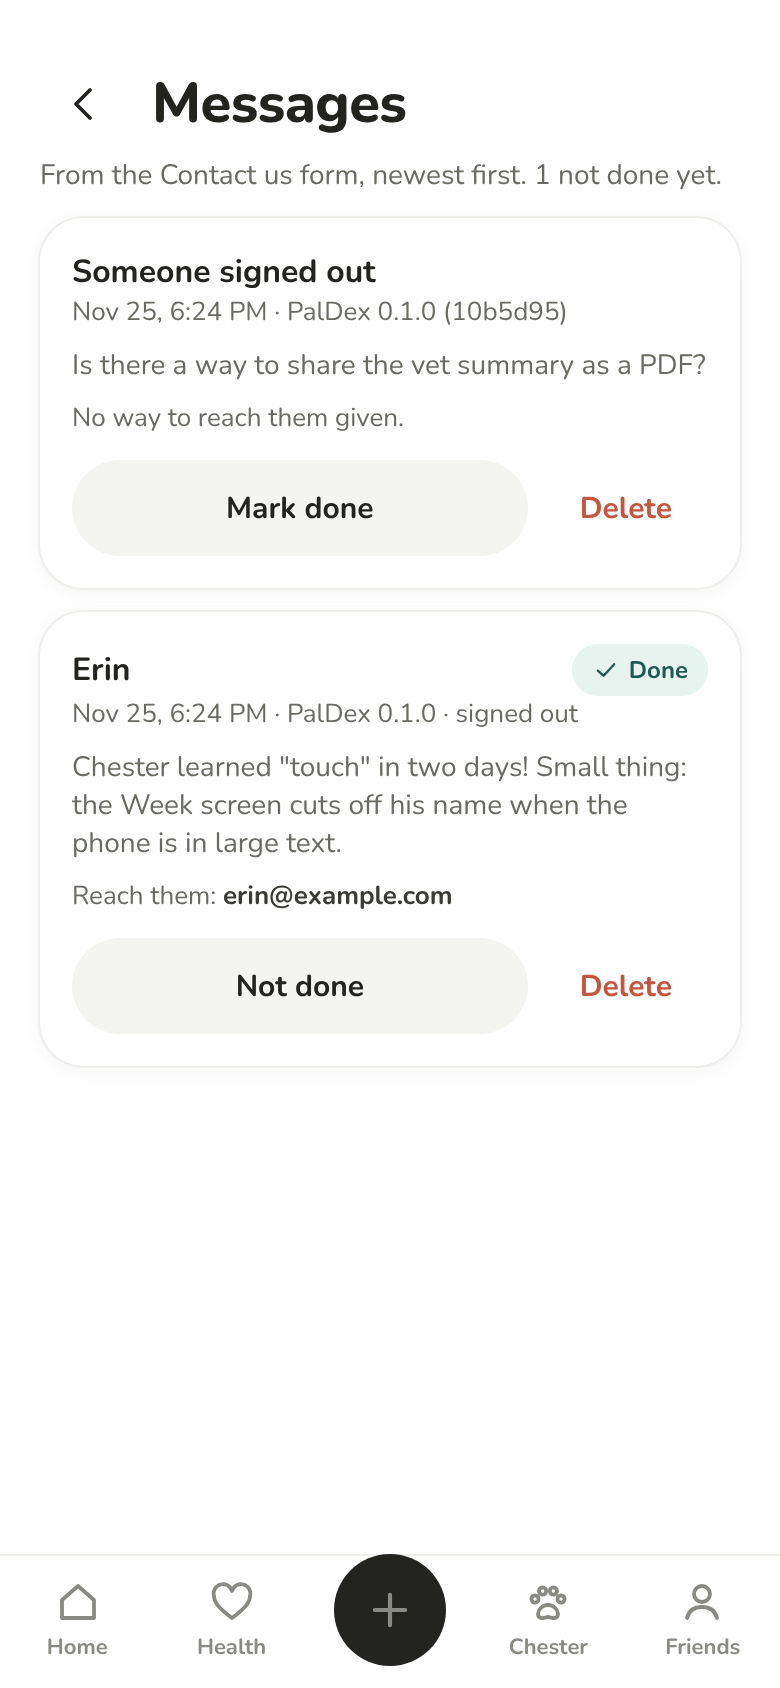 Messages
From the Contact us form, newest first. 1 not done yet.
Someone signed out
Nov 25, 6:24 PM · PalDex 0.1.0 (10b5d95)
Is there a way to share the vet summary as a PDF?
No way to reach them given.
Mark done
Delete
Erin
Done
Nov 25, 6:24 PM · PalDex 0.1.0 · signed out
Chester learned "touch" in two days! Small thing:
the Week screen cuts off his name when the
phone is in large text.
Reach them: erin@example.com
Not done
Delete
Home
Health
Chester
Friends